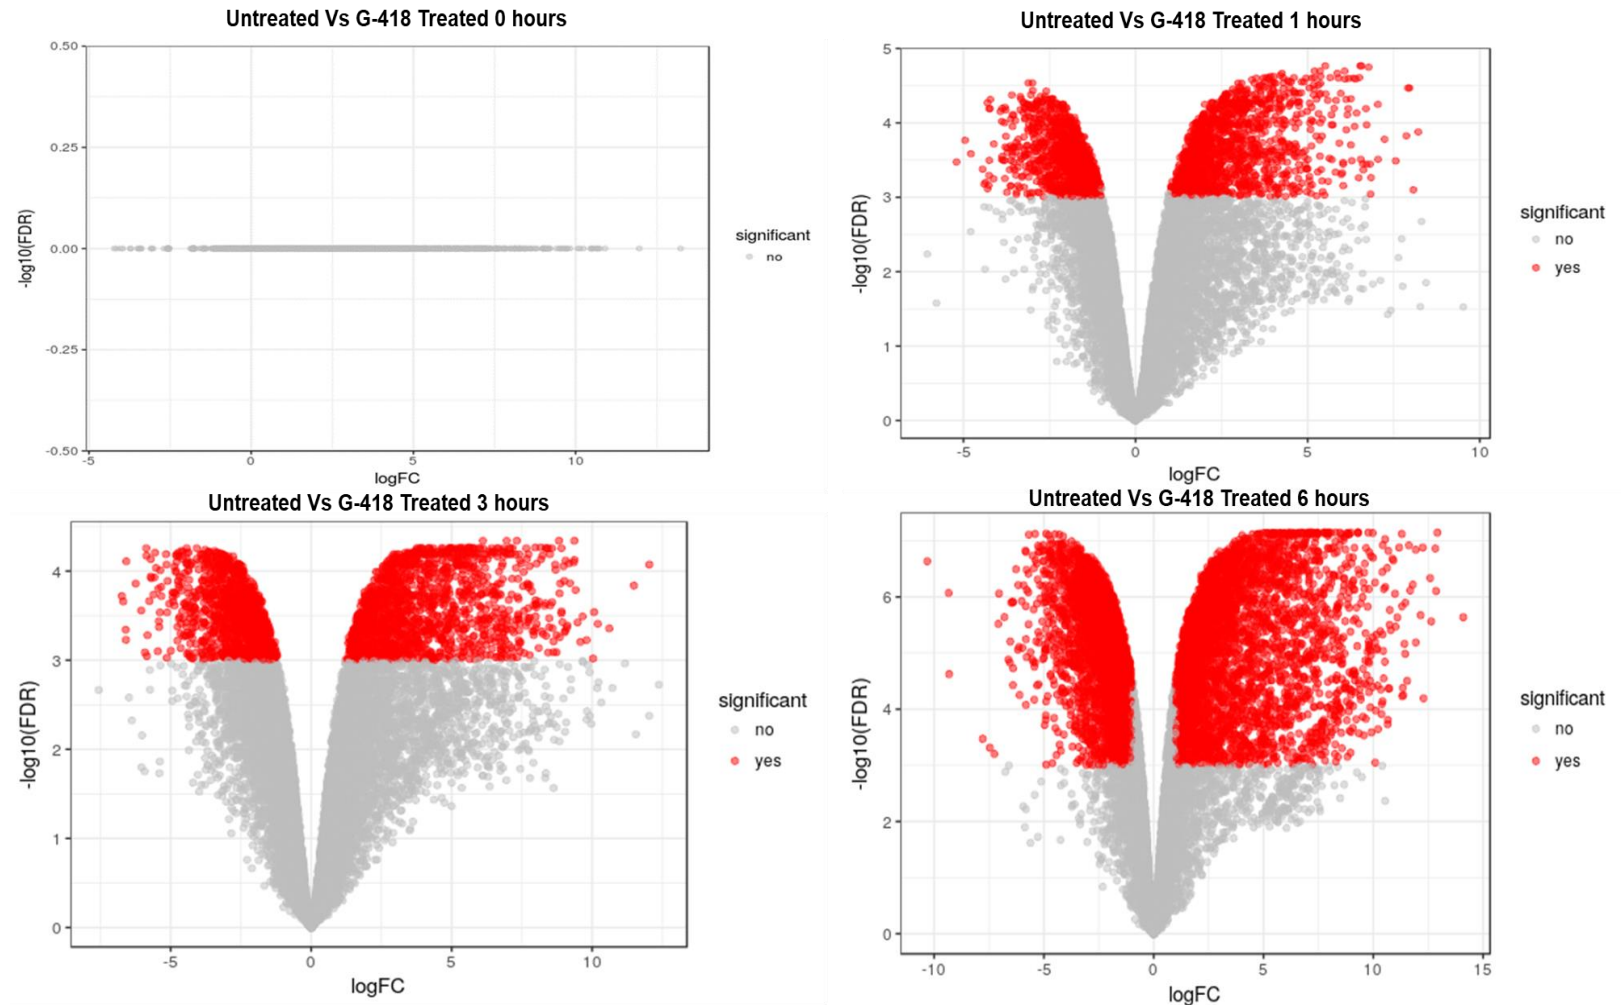 Untreated Vs G-418 Treated 0 hours
0.50
0.25
0.00
-0.25
-0.50
-log10(FDR)
-5
0
5
10
logFC
significant
no
Untreated Vs G-418 Treated 1 hours
5
4
3
2
1
0
-log10(FDR)
-5
0
5
10
logFC
significant
no
yes
Untreated Vs G-418 Treated 3 hours
4
3
2
1
0
-log10(FDR)
-5
0
5
10
logFC
significant
no
yes
Untreated Vs G-418 Treated 6 hours
6
4
2
0
-log10(FDR)
-10
-5
0
5
10
15
logFC
significant
no
yes